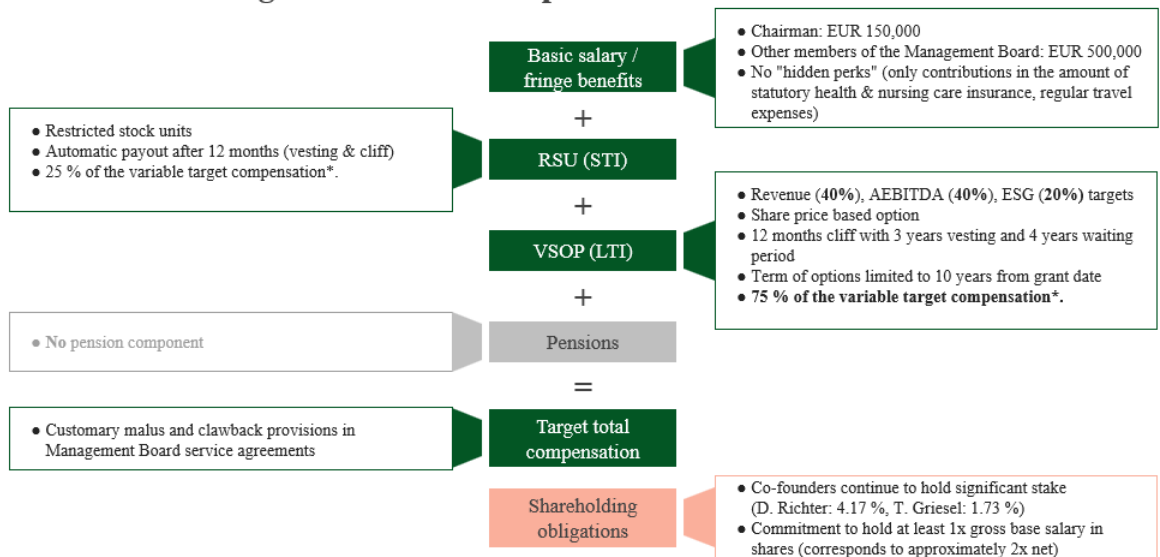 Basic salary /
fringe benefits
● Chairman: EUR 150,000
● Other members of the Management Board: EUR 500,000
● No "hidden perks" (only contributions in the amount of
statutory health & nursing care insurance, regular travel
expenses)
+
● Restricted stock units
● Automatic payout after 12 months (vesting & cliff)
● 25 % of the variable target compensation*.
RSU (STI)
+
VSOP (LTI)
● Revenue (40%), AEBITDA (40%), ESG (20%) targets
● Share price based option
● 12 months cliff with 3 years vesting and 4 years waiting
period
● Term of options limited to 10 years from grant date
● 75 % of the variable target compensation*.
+
● No pension component
Pensions
=
● Customary malus and clawback provisions in
Management Board service agreements
Target total
compensation
Shareholding
obligations
● Co-founders continue to hold significant stake
(D. Richter: 4.17 %, T. Griesel: 1.73 %)
● Commitment to hold at least 1x gross base salary in
shares (corresponds to approximately 2x net)